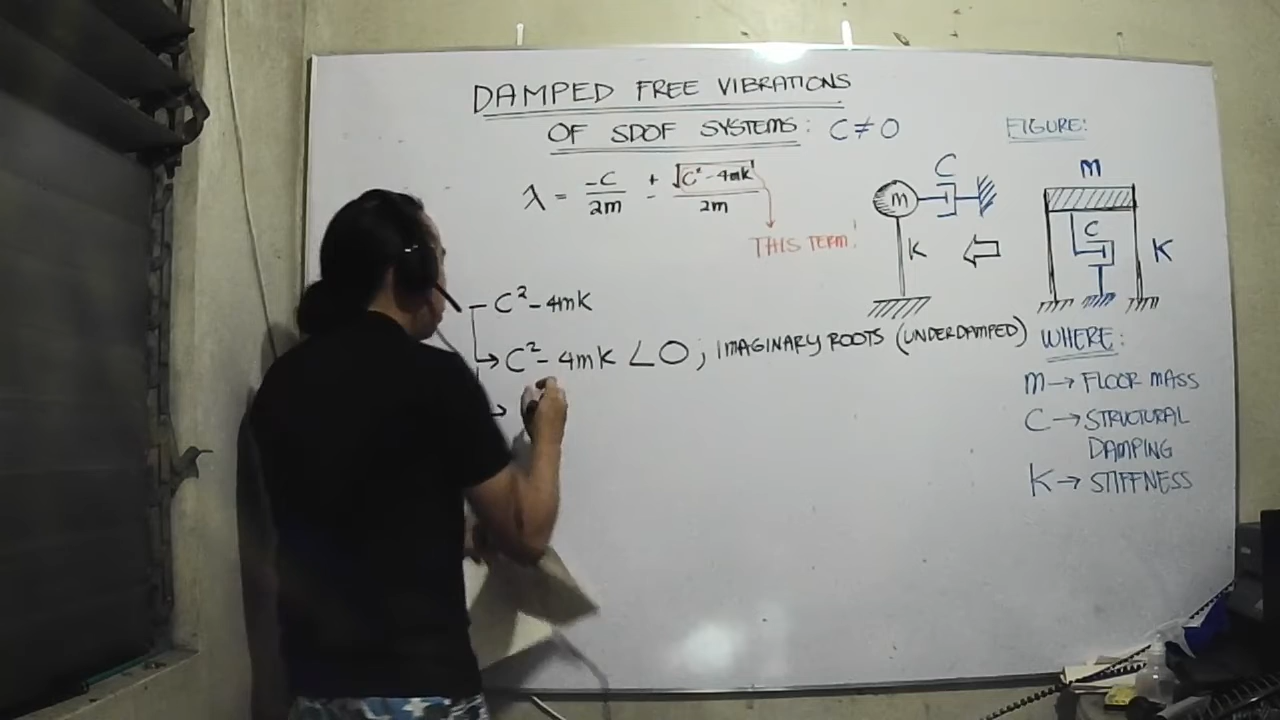 DAMPED FREE VIBRATIONS
OF SDOF SYSTEMS: C ≠ 0
λ = -C/2m ± √(C² - 4mK)/2m
THIS TERM!
C² - 4mK
C² - 4mK < 0 ; IMAGINARY ROOTS (UNDERDAMPED)
FIGURE:
C
m
K
m
C
K
WHERE:
m → FLOOR MASS
C → STRUCTURAL
DAMPING
K → STIFFNESS